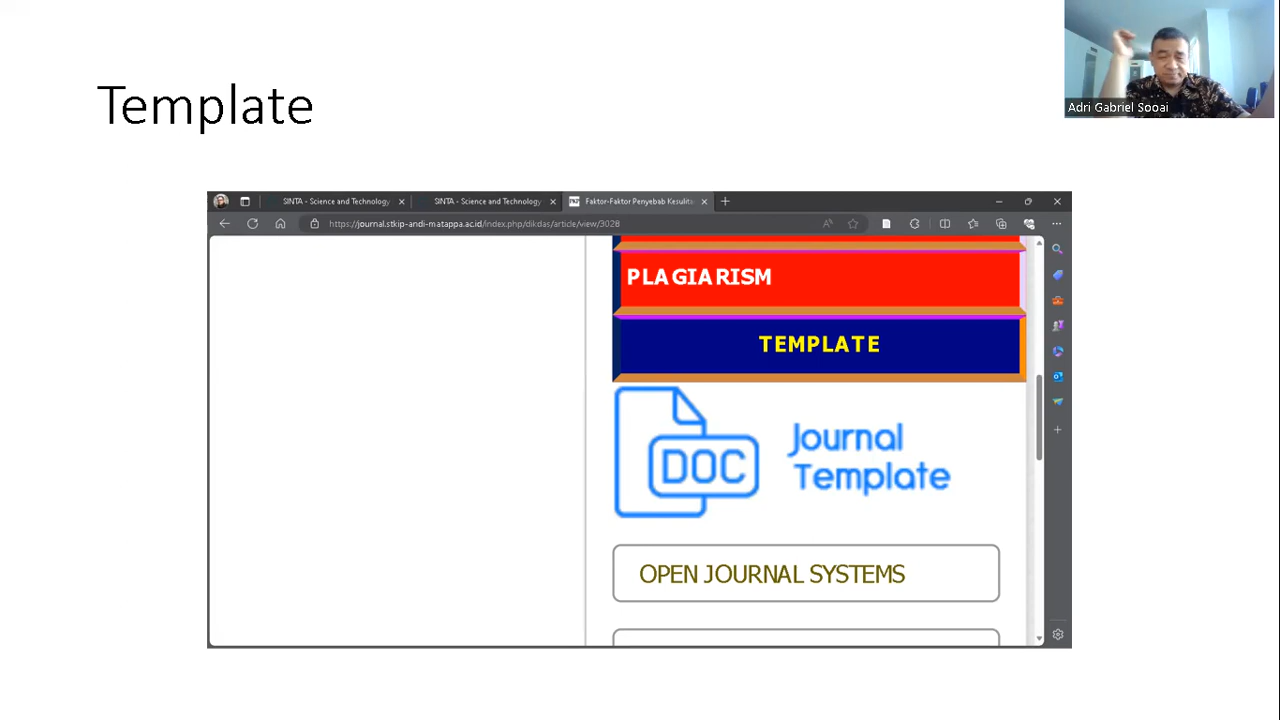 Template
Adri Gabriel Sooai
SINTA - Science and Technology
SINTA - Science and Technology
Faktor-Faktor Penyebab Kesulita
https://journal.stkip-andi-matappa.ac.id/index.php/dikdas/article/view/3028
PLAGIARISM
TEMPLATE
DOC
Journal
Template
OPEN JOURNAL SYSTEMS